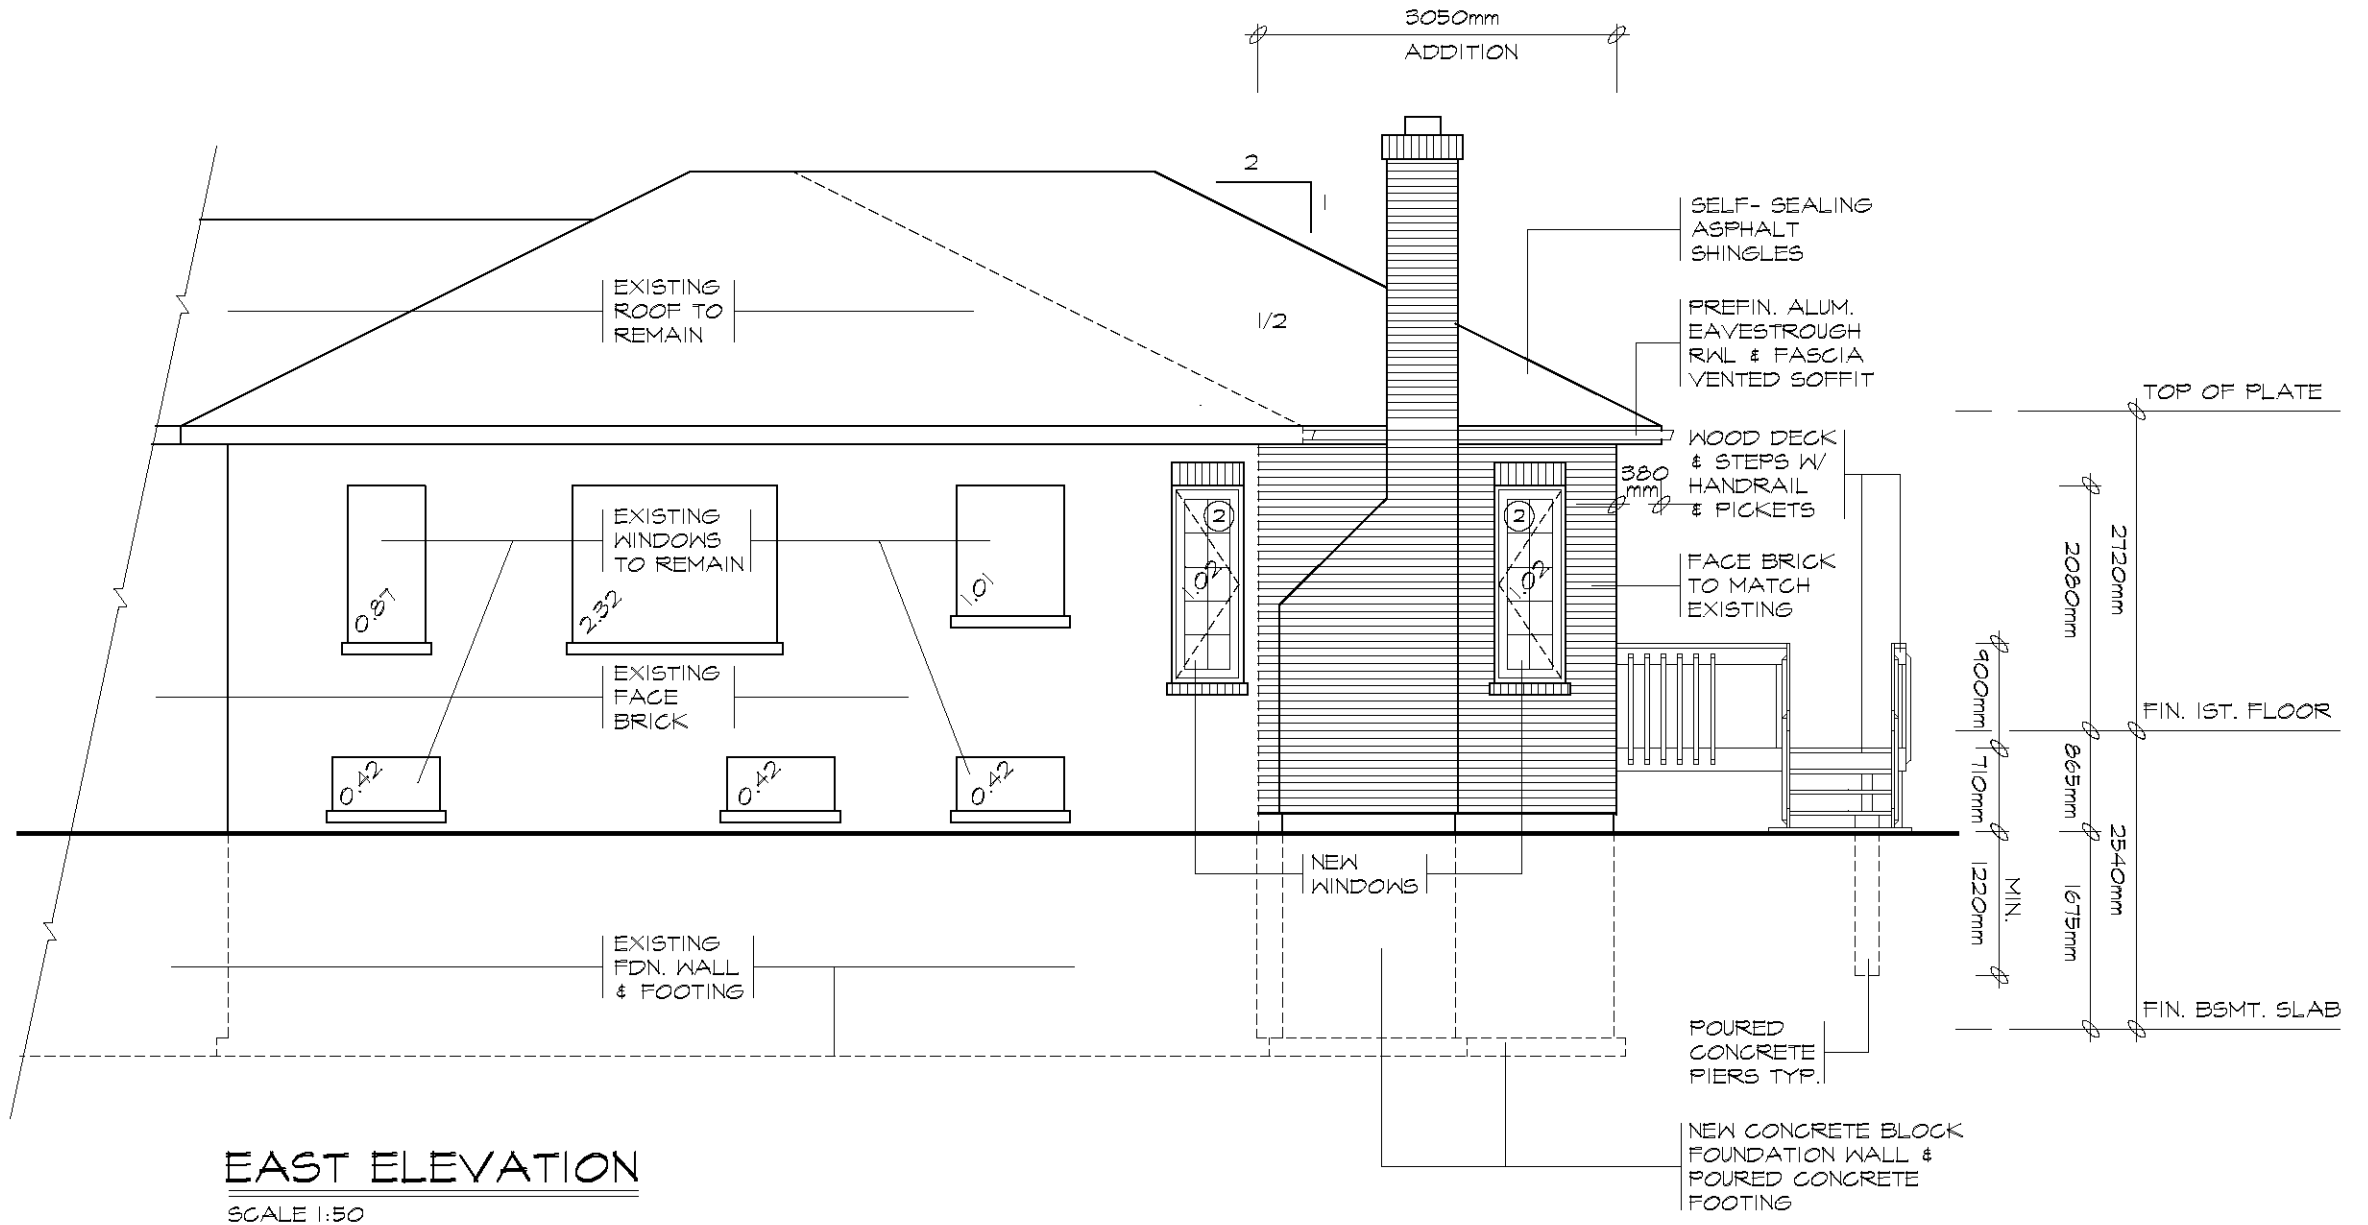 3050mm
ADDITION
2
1
1/2
SELF- SEALING
ASPHALT
SHINGLES
EXISTING
ROOF TO
REMAIN
PREFIN. ALUM.
EAVESTROUGH
RWL & FASCIA
VENTED SOFFIT
TOP OF PLATE
WOOD DECK
& STEPS W/
HANDRAIL
& PICKETS
380
mm
EXISTING
WINDOWS
TO REMAIN
2
2
0.87
2.32
1.01
1.02
1.02
FACE BRICK
TO MATCH
EXISTING
2720mm
2080mm
900mm
EXISTING
FACE
BRICK
FIN. 1ST. FLOOR
0.42
0.42
0.42
710mm
865mm
2540mm
NEW
WINDOWS
MIN.
1220mm
1675mm
EXISTING
FDN. WALL
& FOOTING
FIN. BSMT. SLAB
POURED
CONCRETE
PIERS TYP.
NEW CONCRETE BLOCK
FOUNDATION WALL &
POURED CONCRETE
FOOTING
EAST ELEVATION
SCALE 1:50